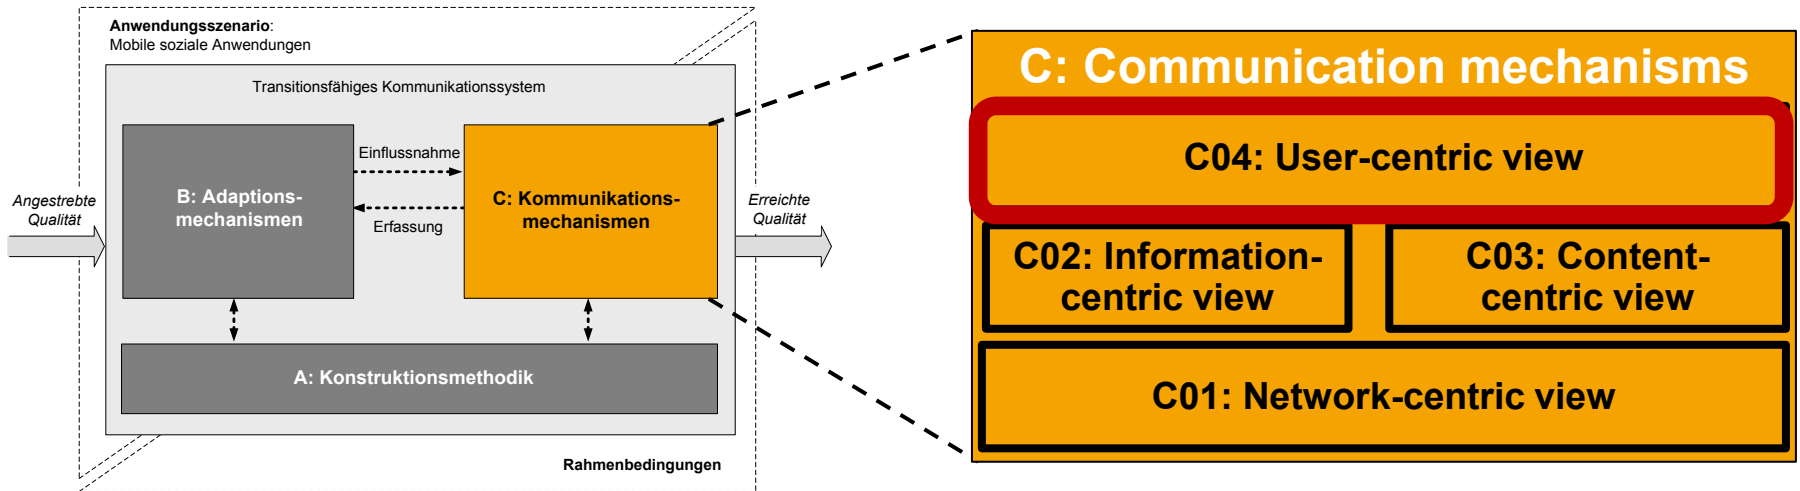 Anwendungsszenario:
Mobile soziale Anwendungen
Transitionsfähiges Kommunikationssystem
Angestrebte
Qualität
B: Adaptions-
mechanismen
Einflussnahme
Erfassung
C: Kommunikations-
mechanismen
Erreichte
Qualität
A: Konstruktionsmethodik
Rahmenbedingungen
C: Communication mechanisms
C04: User-centric view
C02: Information-
centric view
C03: Content-
centric view
C01: Network-centric view